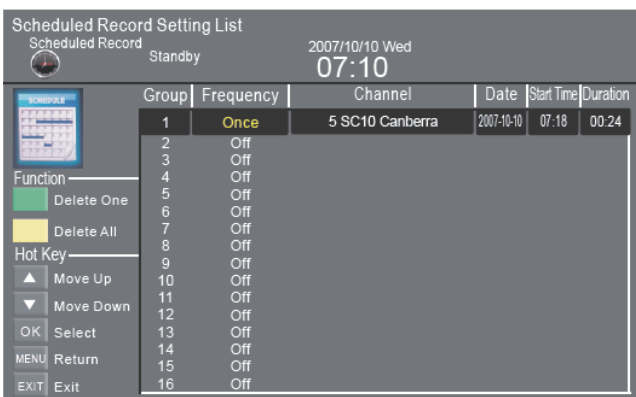 Scheduled Record Setting List
Scheduled Record
Standby
2007/10/10 Wed
07:10
SCHEDULE
Group Frequency Channel Date Start Time Duration
1 Once 5 SC10 Canberra 2007-10-10 07:18 00:24
2 Off
3 Off
4 Off
5 Off
6 Off
7 Off
8 Off
9 Off
10 Off
11 Off
12 Off
13 Off
14 Off
15 Off
16 Off
Function
Delete One
Delete All
Hot Key
Move Up
Move Down
OK Select
MENU Return
EXIT Exit